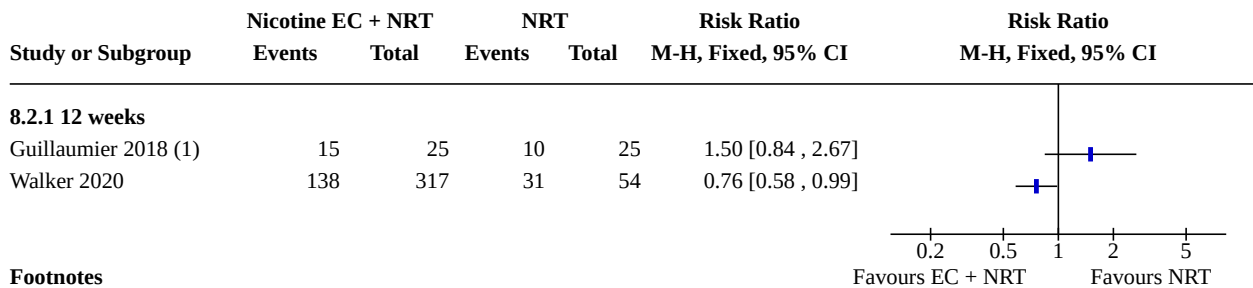 Nicotine EC + NRT NRT Risk Ratio Risk Ratio
Study or Subgroup Events Total Events Total M-H, Fixed, 95% CI M-H, Fixed, 95% CI
8.2.1 12 weeks
Guillaumier 2018 (1) 15 25 10 25 1.50 [0.84 , 2.67]
Walker 2020 138 317 31 54 0.76 [0.58 , 0.99]
0.2 0.5 1 2 5
Footnotes Favours EC + NRT Favours NRT